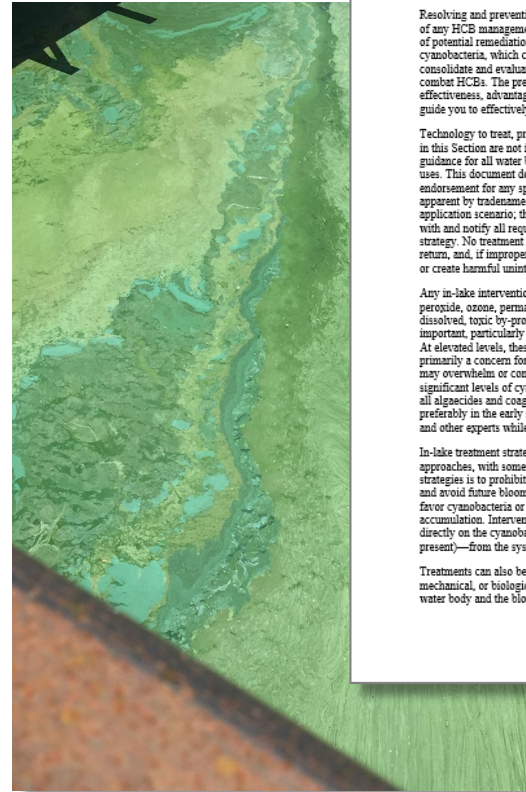 Resolving and prevent
of any HCB manageme
of potential remediatio
cyanobacteria, which c
consolidate and evalua
combat HCBs. The pre
effectiveness, advantag
guide you to effectively
Technology to treat, pr
in this Section are not i
guidance for all water b
uses. This document de
endorsement for any sp
apparent by tradename
application scenario; th
with and notify all requ
strategy. No treatment
return, and, if improper
or create harmful unint
Any in-lake interventio
peroxide, ozone, perma
dissolved, toxic by-pro
important, particularly
At elevated levels, thes
primarily a concern for
may overwhelm or con
significant levels of cy
all algaecides and coag
preferably in the early
and other experts while
In-lake treatment strate
approaches, with some
strategies is to prohibit
and avoid future bloom
favor cyanobacteria or
accumulation. Interven
directly on the cyanoba
present)—from the sys
Treatments can also be
mechanical, or biologic
water body and the blo